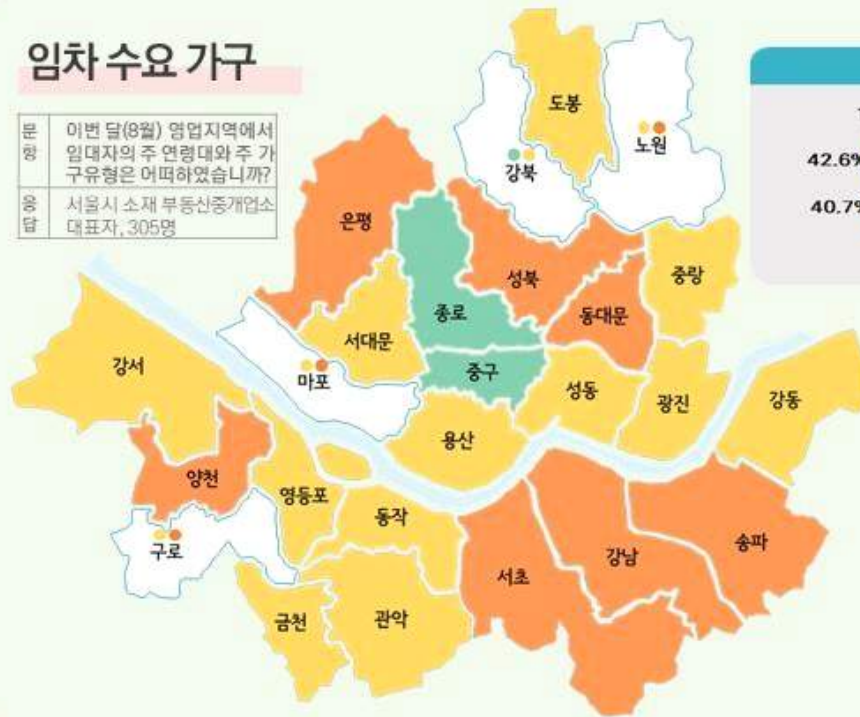 임차 수요 가구
문항
이번 달(8월) 영업지역에서
임대자의 주 연령대와 주 가
구유형은 어떠하였습니까?
응답
서울시 소재 부동산중개업소
대표자, 305명
도봉
노원
강북
은평
성북
중랑
종로
동대문
서대문
강서
마포
중구
성동
광진
강동
용산
양천
영등포
동작
구로
서초
강남
송파
금천
관악
42.6%
40.7%